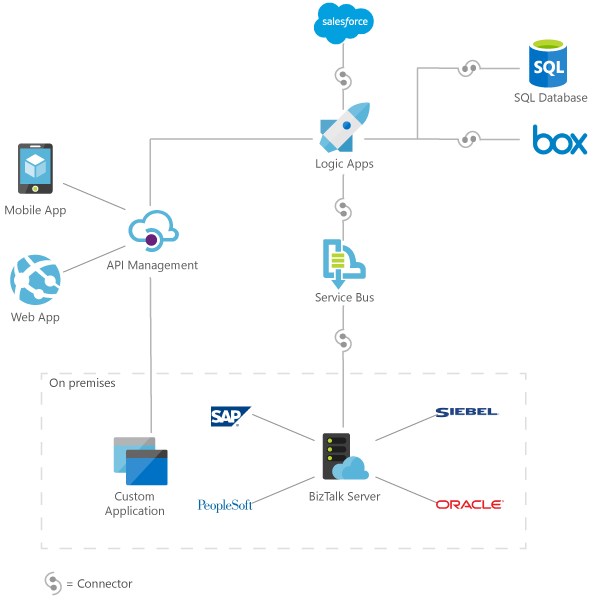 salesforce
SQL
SQL Database
box
Logic Apps
Mobile App
API Management
Service Bus
Web App
On premises
SAP
SIEBEL
Custom
Application
PeopleSoft
BizTalk Server
ORACLE
= Connector